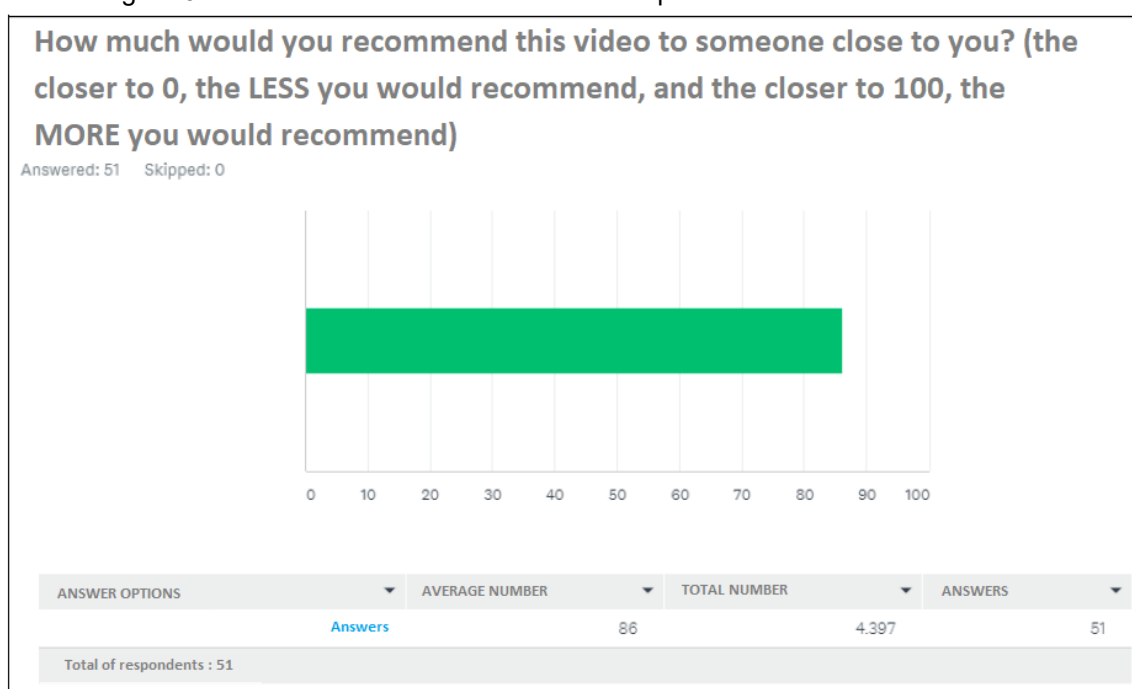 How much would you recommend this video to someone close to you? (the
closer to 0, the LESS you would recommend, and the closer to 100, the
MORE you would recommend)
Answered: 51 Skipped: 0
0 10 20 30 40 50 60 70 80 90 100
ANSWER OPTIONS AVERAGE NUMBER TOTAL NUMBER ANSWERS
Answers 86 4.397 51
Total of respondents : 51